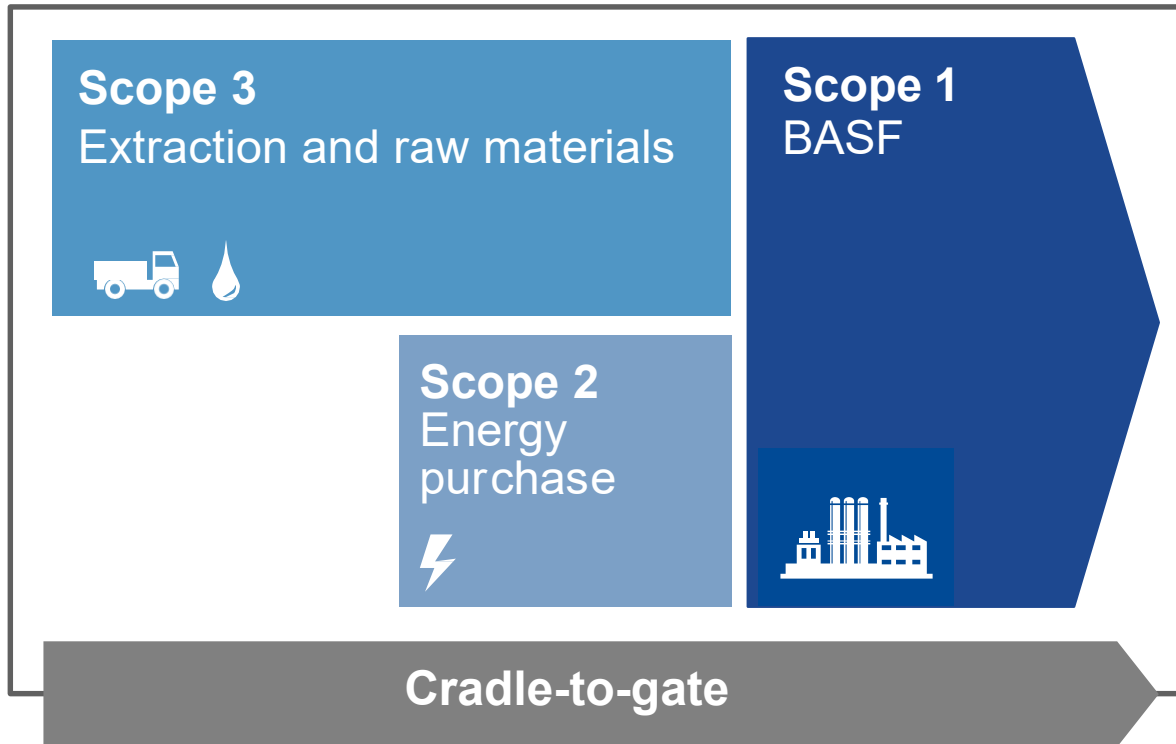 Scope 3
Extraction and raw materials
Scope 1
BASF
Scope 2
Energy
purchase
Cradle-to-gate